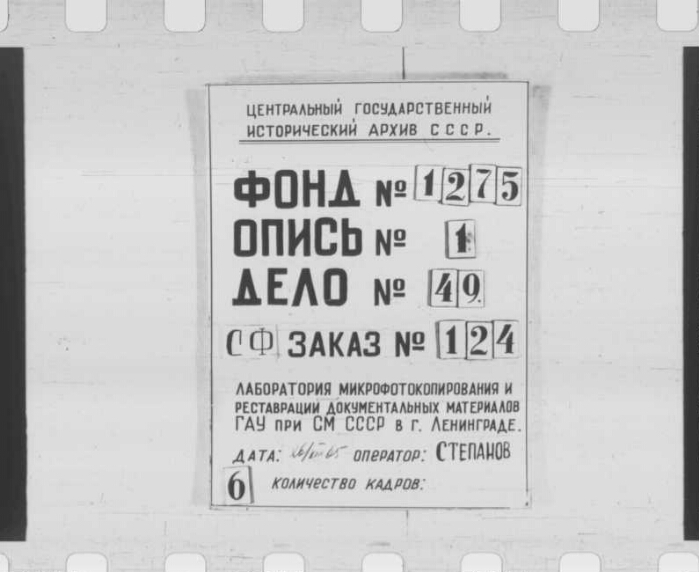 ЦЕНТРАЛЬНЫЙ ГОСУДАРСТВЕННЫЙ
ИСТОРИЧЕСКИЙ АРХИВ СССР.
ФОНД № 1275
ОПИСЬ № 1
ДЕЛО № 49
СФ ЗАКАЗ № 124
ЛАБОРАТОРИЯ МИКРОФОТОКОПИРОВАНИЯ И
РЕСТАВРАЦИИ ДОКУМЕНТАЛЬНЫХ МАТЕРИАЛОВ
ГАУ ПРИ СМ СССР В Г. ЛЕНИНГРАДЕ.
ДАТА: ОПЕРАТОР: СТЕПАНОВ
6 КОЛИЧЕСТВО КАДРОВ: